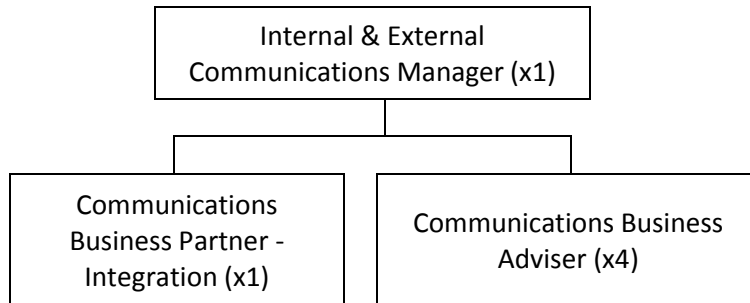 Internal & External
Communications Manager (x1)
Communications
Business Partner -
Integration (x1)
Communications Business
Adviser (x4)